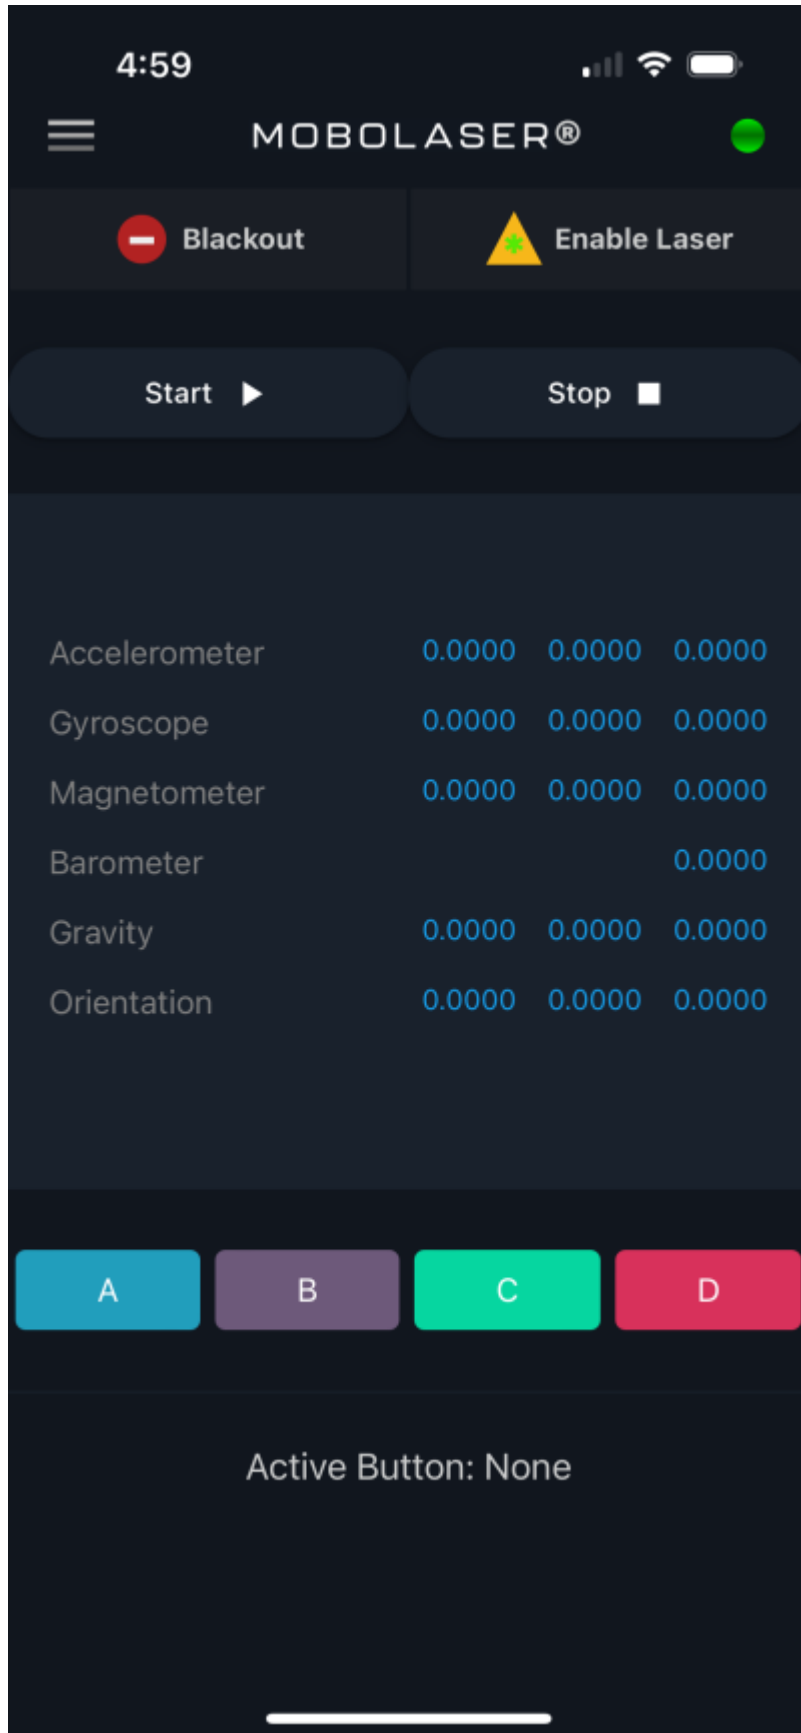 4:59
MOBOLASER®
Blackout Enable Laser
Start Stop
Accelerometer 0.0000 0.0000 0.0000
Gyroscope 0.0000 0.0000 0.0000
Magnetometer 0.0000 0.0000 0.0000
Barometer 0.0000
Gravity 0.0000 0.0000 0.0000
Orientation 0.0000 0.0000 0.0000
A B C D
Active Button: None